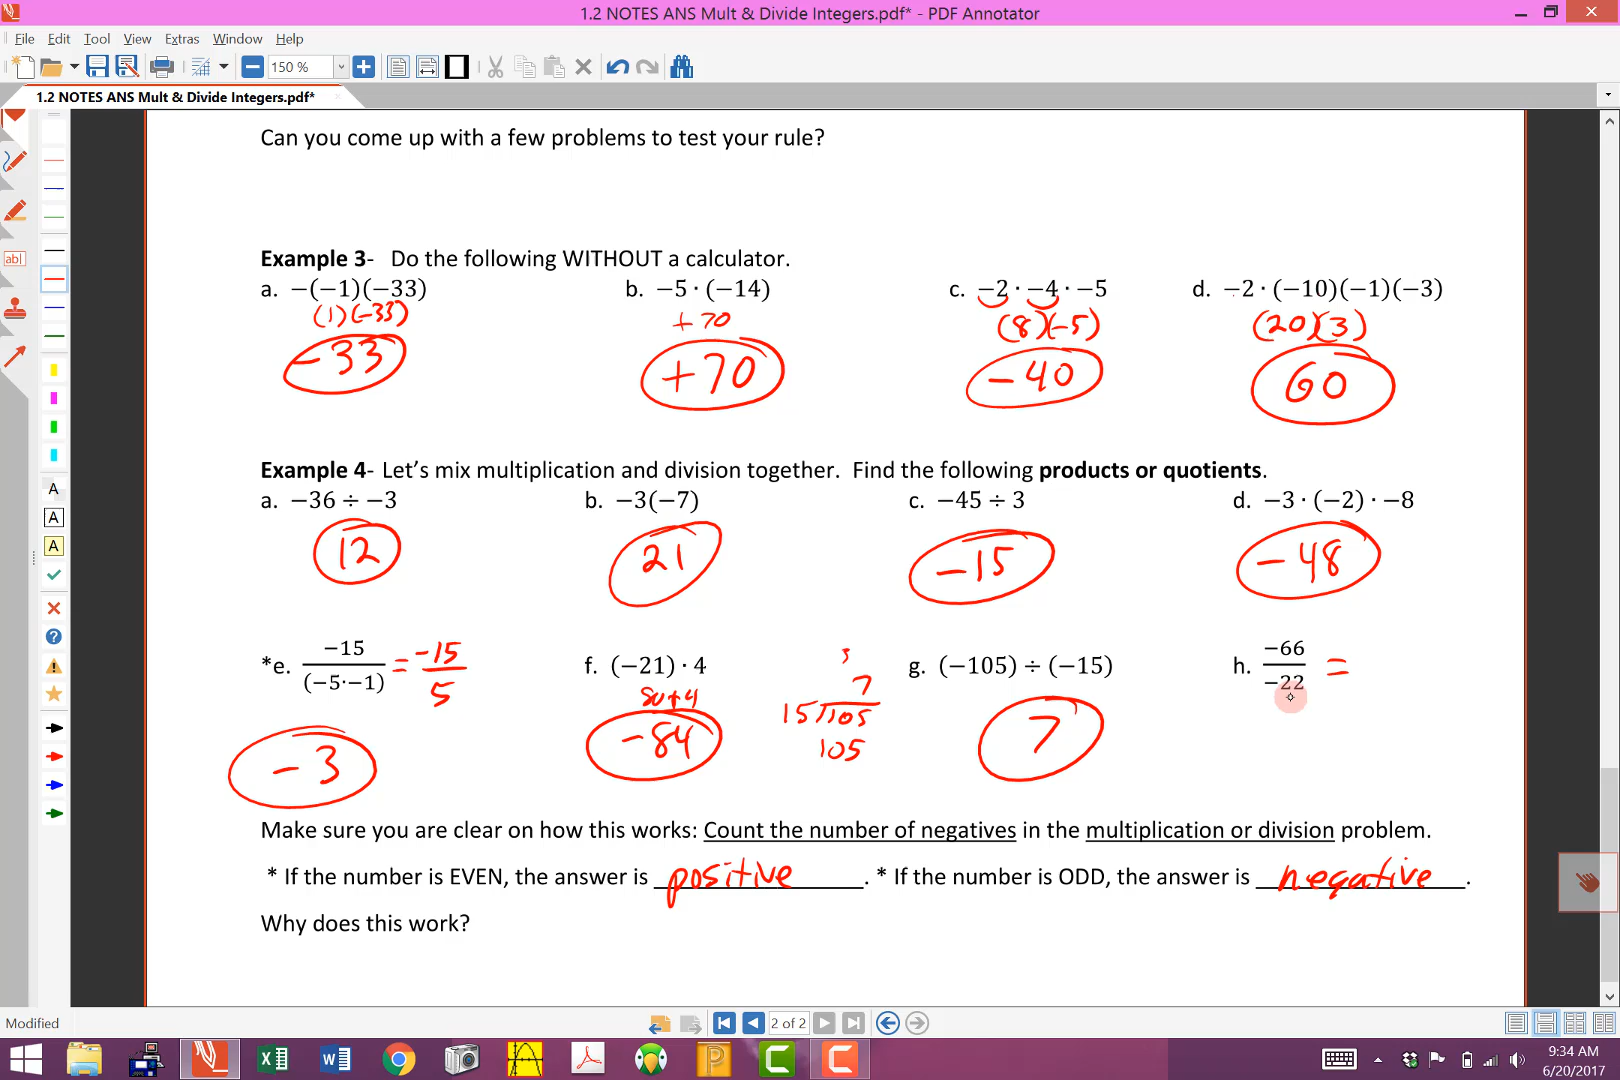 1.2 NOTES ANS Mult & Divide Integers.pdf* - PDF Annotator
File Edit Tool View Extras Window Help
150 %
1.2 NOTES ANS Mult & Divide Integers.pdf*
Can you come up with a few problems to test your rule?
Example 3- Do the following WITHOUT a calculator.
a. −(−1)(−33) b. −5 · (−14) c. −2 · −4 · −5 d. −2 · (−10)(−1)(−3)
(1)(-33) +70 (8)(-5) (20)(3)
-33 +70 -40 60
Example 4- Let's mix multiplication and division together. Find the following products or quotients.
a. −36 ÷ −3 b. −3(−7) c. −45 ÷ 3 d. −3 · (−2) · −8
12 21 -15 -48
*e. −15/(−5·−1) = -15/5 f. (−21) · 4 g. (−105) ÷ (−15) h. −66/−22 =
80+4 3 7 15 105 105
-3 -84 7
Make sure you are clear on how this works: Count the number of negatives in the multiplication or division problem.
* If the number is EVEN, the answer is positive. * If the number is ODD, the answer is negative.
Why does this work?
Modified 2 of 2
9:34 AM
6/20/2017